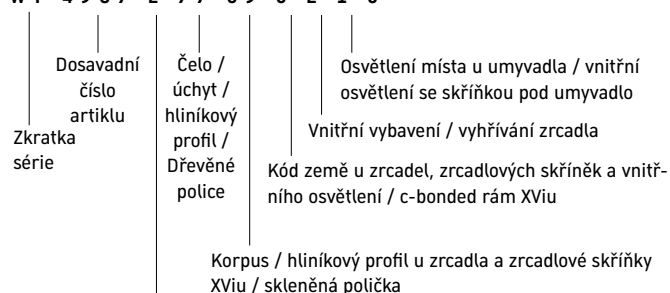 Dosavadní
číslo
artiklu
Čelo /
úchyt /
hliníkový
profil /
Dřevěné
police
Osvětlení místa u umyvadla / vnitřní
osvětlení se skříňkou pod umyvadlo
Vnitřní vybavení / vyhřívání zrcadla
Zkratka
série
Kód země u zrcadel, zrcadlových skříněk a vnitř-
ního osvětlení / c-bonded rám XViu
Korpus / hliníkový profil u zrcadla a zrcadlové skříňky
XViu / skleněná polička